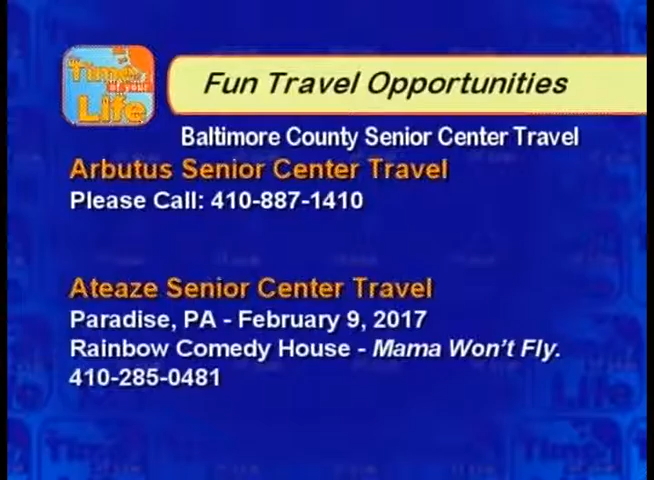 Time
of your
Life
Fun Travel Opportunities
Baltimore County Senior Center Travel
Arbutus Senior Center Travel
Please Call: 410-887-1410
Ateaze Senior Center Travel
Paradise, PA - February 9, 2017
Rainbow Comedy House - Mama Won't Fly.
410-285-0481